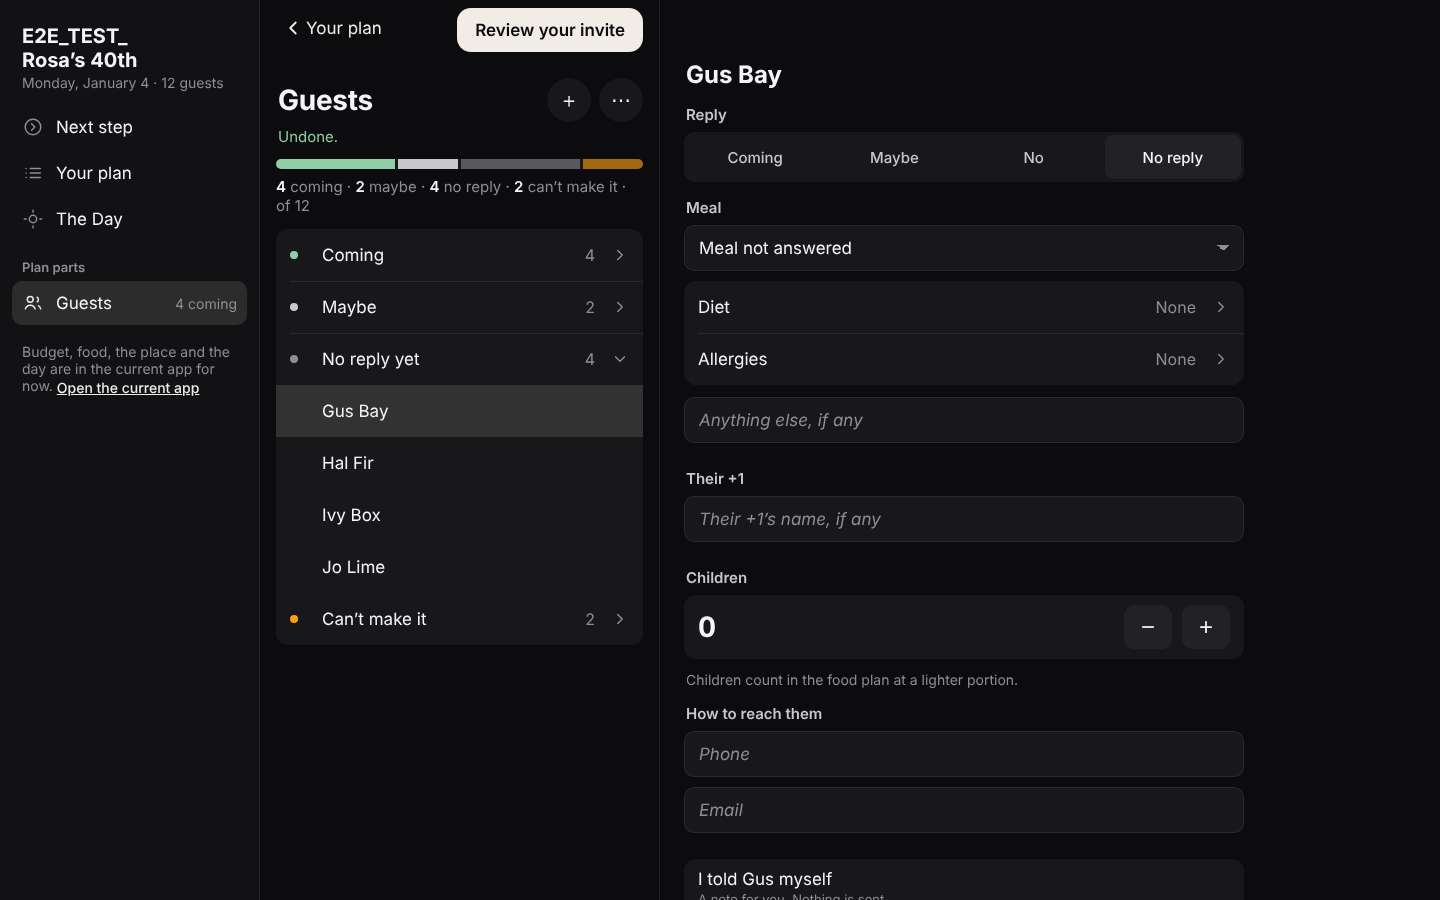 E2E_TEST_
Rosa’s 40th
Monday, January 4 · 12 guests
Next step
Your plan
The Day
Plan parts
Guests 4 coming
Budget, food, the place and the
day are in the current app for
now. Open the current app
Your plan
Review your invite
Guests
+ ···
Undone.
4 coming · 2 maybe · 4 no reply · 2 can’t make it ·
of 12
Coming 4
Maybe 2
No reply yet 4
Gus Bay
Hal Fir
Ivy Box
Jo Lime
Can’t make it 2
Gus Bay
Reply
Coming Maybe No No reply
Meal
Meal not answered
Diet None
Allergies None
Anything else, if any
Their +1
Their +1’s name, if any
Children
0 − +
Children count in the food plan at a lighter portion.
How to reach them
Phone
Email
I told Gus myself
A note for you. Nothing is sent.